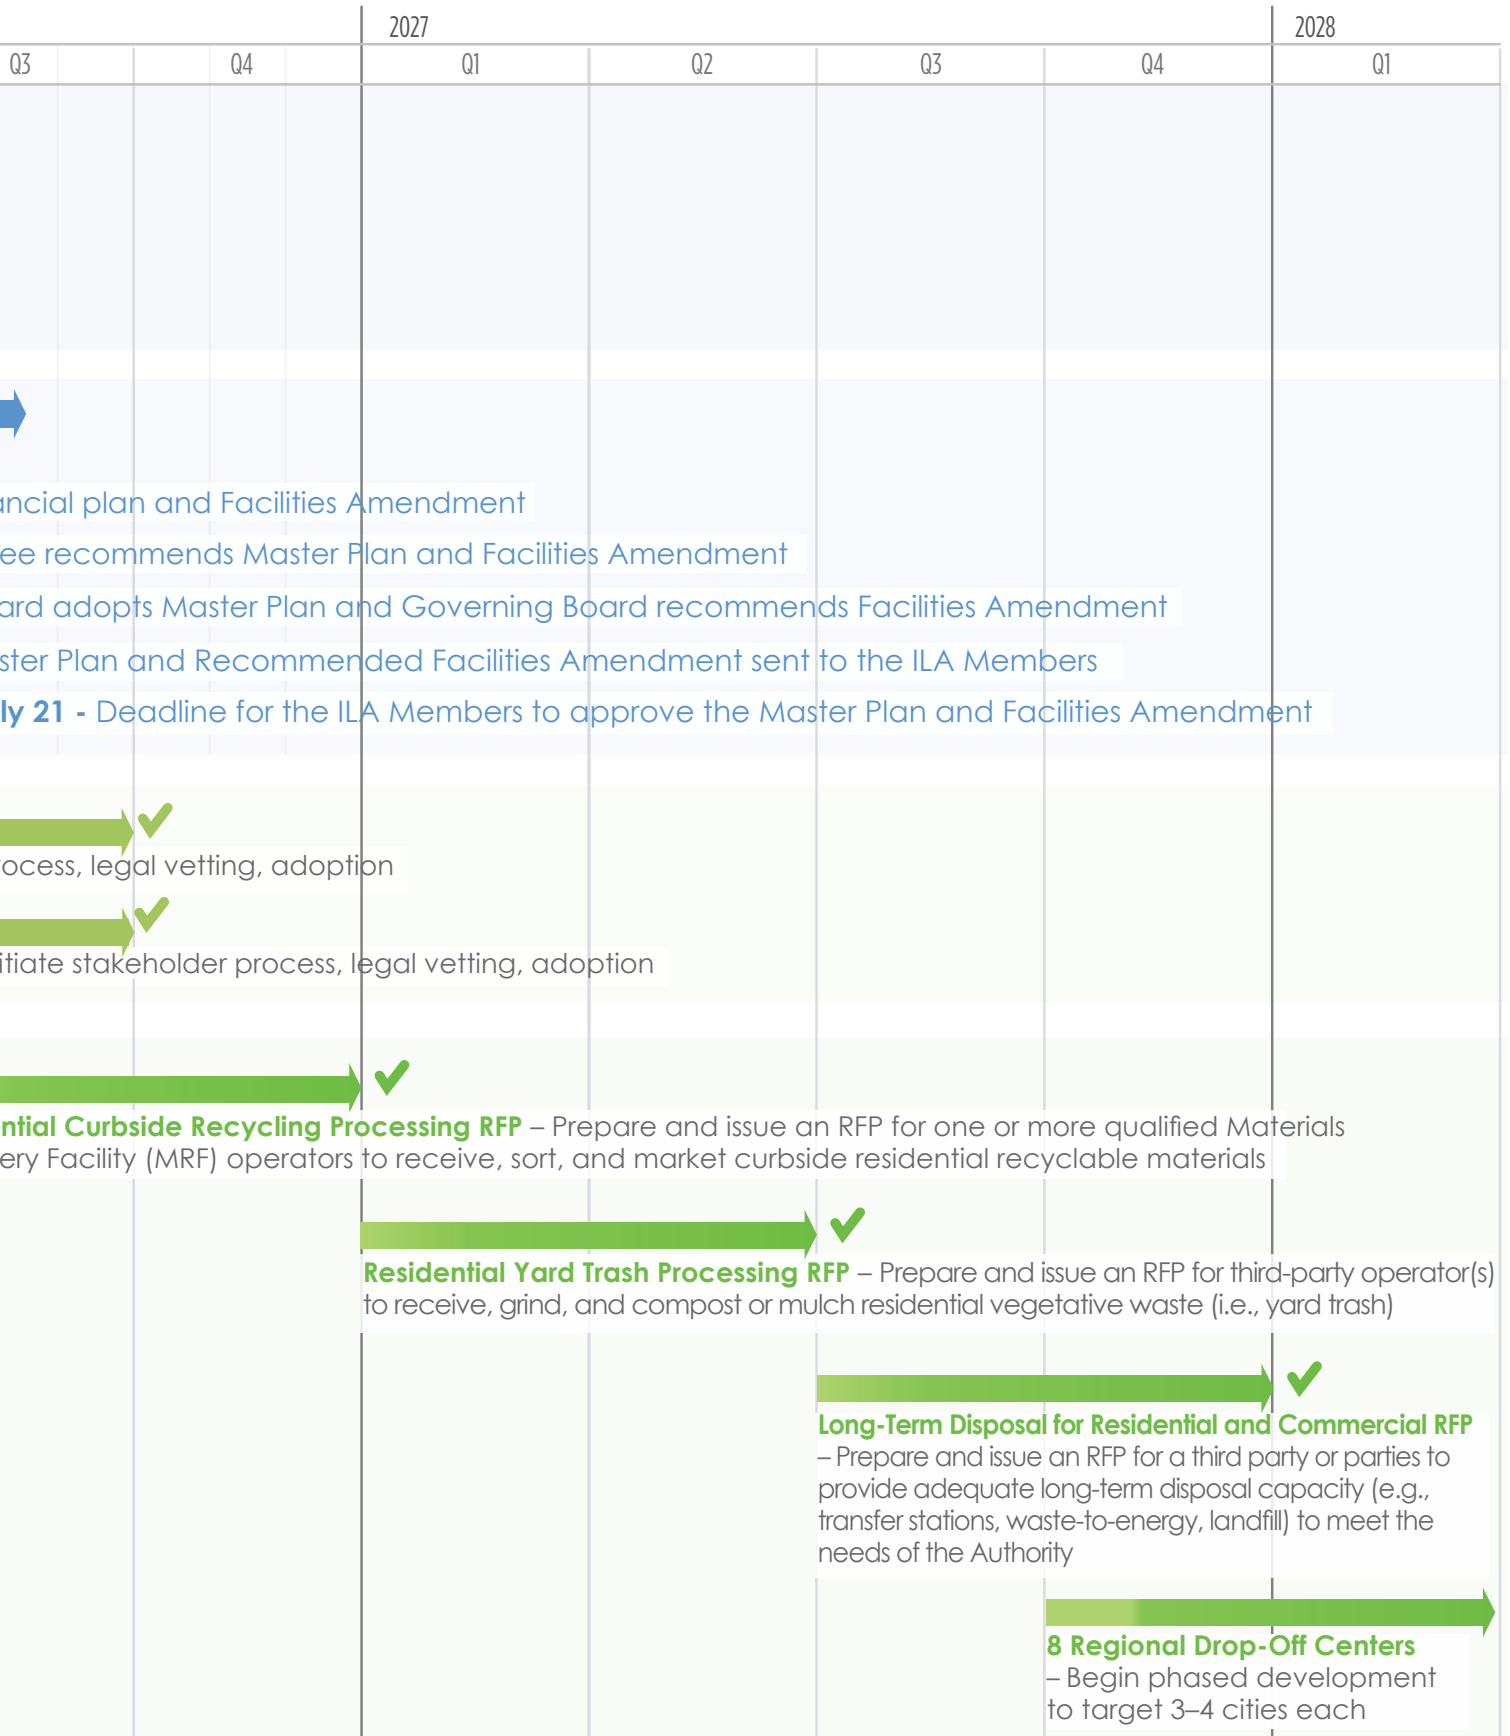 2027 2028
Q3 Q4 Q1 Q2 Q3 Q4 Q1
ancial plan and Facilities Amendment
ee recommends Master Plan and Facilities Amendment
ard adopts Master Plan and Governing Board recommends Facilities Amendment
ster Plan and Recommended Facilities Amendment sent to the ILA Members
ly 21 - Deadline for the ILA Members to approve the Master Plan and Facilities Amendment
ocess, legal vetting, adoption
itiate stakeholder process, legal vetting, adoption
ntial Curbside Recycling Processing RFP – Prepare and issue an RFP for one or more qualified Materials
ery Facility (MRF) operators to receive, sort, and market curbside residential recyclable materials
Residential Yard Trash Processing RFP – Prepare and issue an RFP for third-party operator(s)
to receive, grind, and compost or mulch residential vegetative waste (i.e., yard trash)
Long-Term Disposal for Residential and Commercial RFP
– Prepare and issue an RFP for a third party or parties to
provide adequate long-term disposal capacity (e.g.,
transfer stations, waste-to-energy, landfill) to meet the
needs of the Authority
8 Regional Drop-Off Centers
– Begin phased development
to target 3–4 cities each